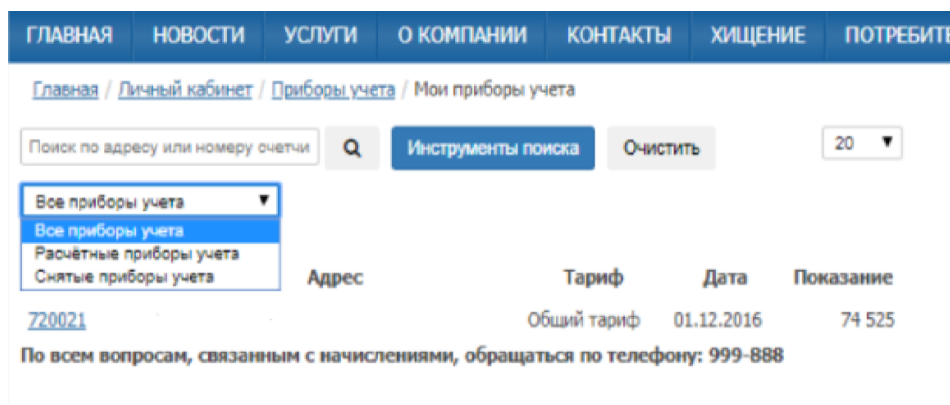 ГЛАВНАЯ НОВОСТИ УСЛУГИ О КОМПАНИИ КОНТАКТЫ ХИЩЕНИЕ ПОТРЕБИТЕ
Главная / Личный кабинет / Приборы учета / Мои приборы учета
Поиск по адресу или номеру счетчи Инструменты поиска Очистить 20
Все приборы учета
Все приборы учета
Расчётные приборы учета
Снятые приборы учета
Адрес Тариф Дата Показание
720021 Общий тариф 01.12.2016 74 525
По всем вопросам, связанным с начислениями, обращаться по телефону: 999-888